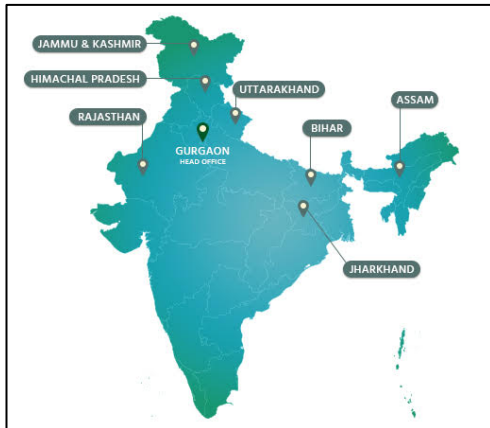 JAMMU & KASHMIR
HIMACHAL PRADESH
UTTARAKHAND
RAJASTHAN
ASSAM
GURGAON
HEAD OFFICE
BIHAR
JHARKHAND